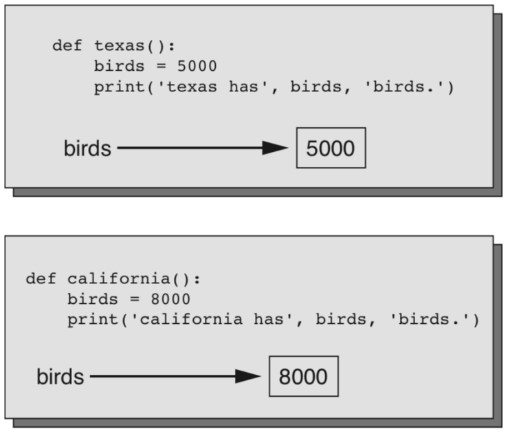 def texas():
    birds = 5000
    print('texas has', birds, 'birds.')
birds 5000
def california():
    birds = 8000
    print('california has', birds, 'birds.')
birds 8000